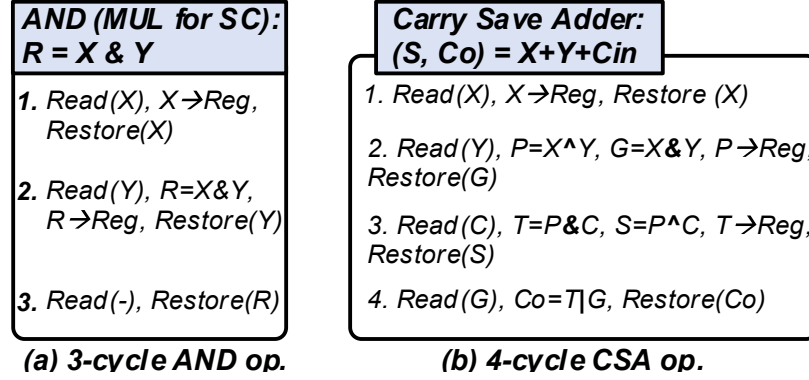 AND (MUL for SC):
R = X & Y
1. Read(X), X→Reg,
Restore(X)
2. Read(Y), R=X&Y,
R→Reg, Restore(Y)
3. Read(-), Restore(R)
(a) 3-cycle AND op.
Carry Save Adder:
(S, Co) = X+Y+Cin
1. Read(X), X→Reg, Restore (X)
2. Read(Y), P=X^Y, G=X&Y, P→Reg,
Restore(G)
3. Read(C), T=P&C, S=P^C, T→Reg,
Restore(S)
4. Read(G), Co=T|G, Restore(Co)
(b) 4-cycle CSA op.